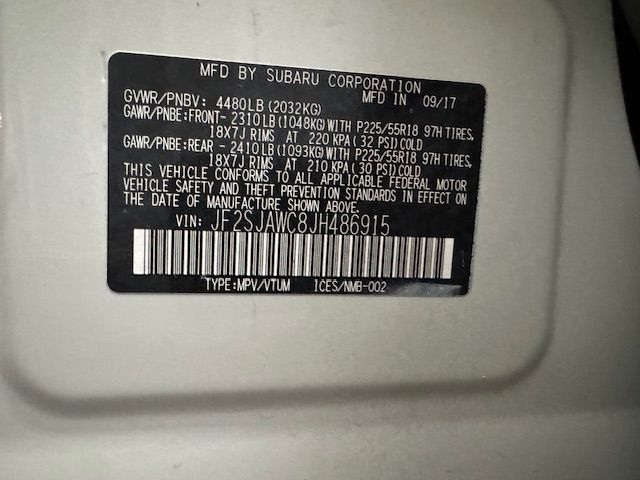 MFD BY SUBARU CORPORATION
MFD IN 09/17
GVWR/PNBV: 4480LB (2032KG)
GAWR/PNBE:FRONT- 2310LB(1048KG)WITH P225/55R18 97H TIRES,
18X7J RIMS AT 220 KPA( 32 PSI)COLD
GAWR/PNBE:REAR - 2410LB(1093KG)WITH P225/55R18 97H TIRES,
18X7J RIMS AT 210 KPA( 30 PSI)COLD
THIS VEHICLE CONFORMS TO ALL APPLICABLE FEDERAL MOTOR
VEHICLE SAFETY AND THEFT PREVENTION STANDARDS IN EFFECT ON
THE DATE OF MANUFACTURE SHOWN ABOVE.
VIN: JF2SJAWC8JH486915
TYPE:MPV/VTUM ICES/NMB-002